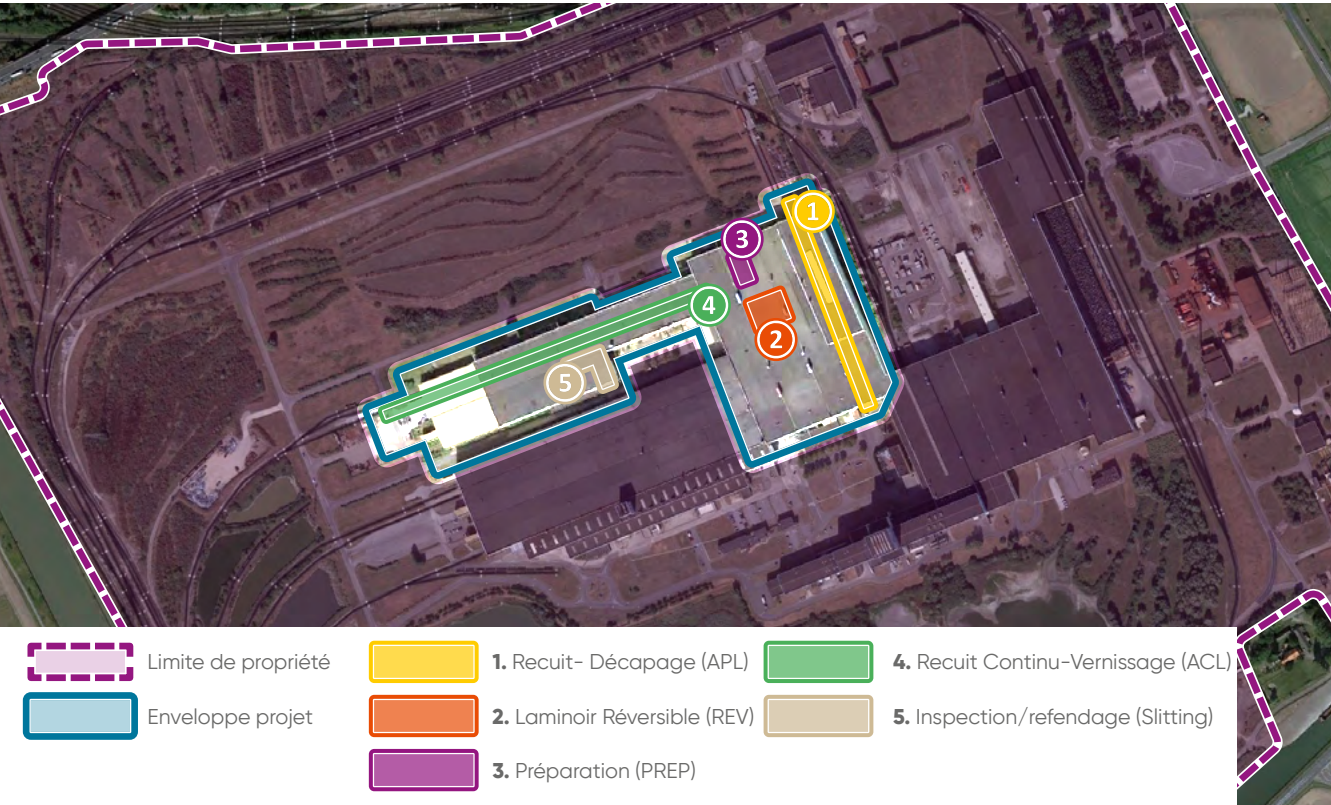 1
3
4
2
5
Limite de propriété
Enveloppe projet
1. Recuit- Décapage (APL)
2. Laminoir Réversible (REV)
3. Préparation (PREP)
4. Recuit Continu-Vernissage (ACL)
5. Inspection/refendage (Slitting)